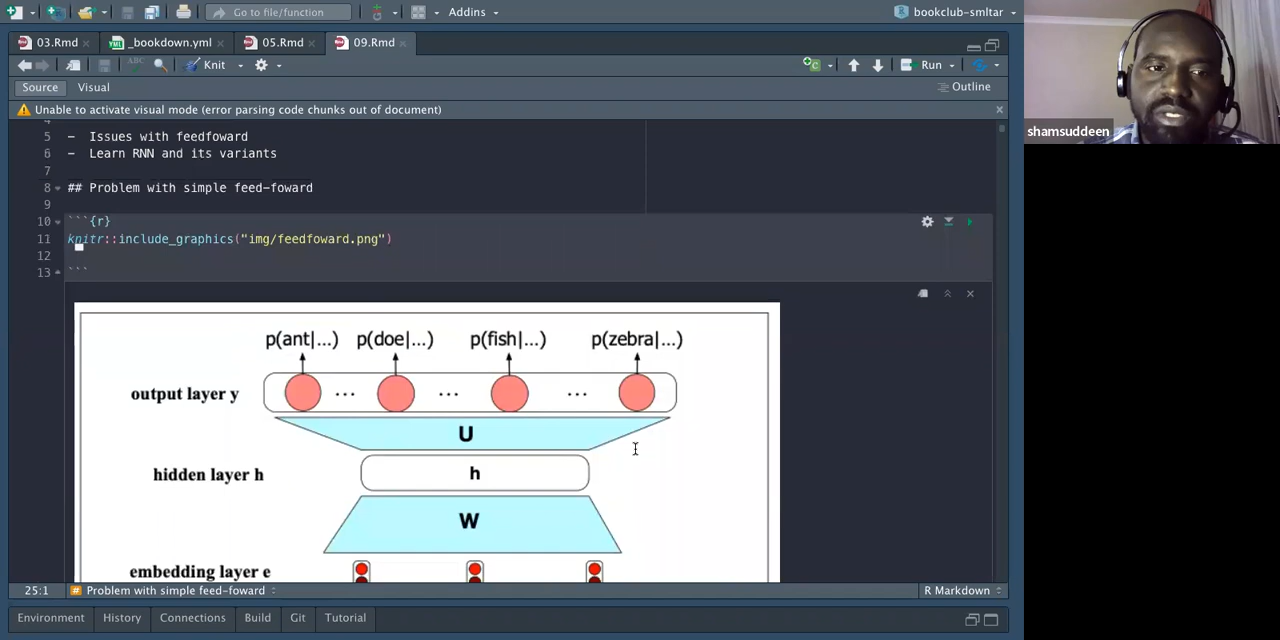 Go to file/function
Addins
bookclub-smltar
03.Rmd
_bookdown.yml
05.Rmd
09.Rmd
ABC
Knit
Run
Source
Visual
Outline
Unable to activate visual mode (error parsing code chunks out of document)
5 - Issues with feedfoward
6 - Learn RNN and its variants
7
8 ## Problem with simple feed-foward
9
10 ```{r}
11 knitr::include_graphics("img/feedfoward.png")
12
13 ```
p(ant|...) p(doe|...) p(fish|...) p(zebra|...)
output layer y
... ... ...
U
hidden layer h
h
W
embedding layer e
25:1
# Problem with simple feed-foward
R Markdown
Environment
History
Connections
Build
Git
Tutorial
shamsuddeen